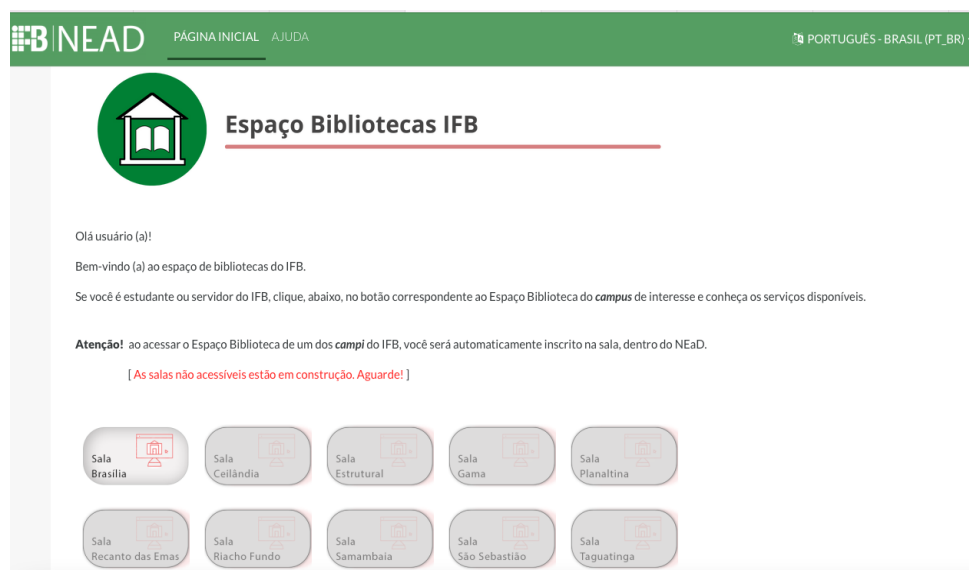 IFB NEAD PÁGINA INICIAL AJUDA PORTUGUÊS - BRASIL (PT_BR)
Espaço Bibliotecas IFB
Olá usuário (a)!
Bem-vindo (a) ao espaço de bibliotecas do IFB.
Se você é estudante ou servidor do IFB, clique, abaixo, no botão correspondente ao Espaço Biblioteca do campus de interesse e conheça os serviços disponíveis.
Atenção! ao acessar o Espaço Biblioteca de um dos campi do IFB, você será automaticamente inscrito na sala, dentro do NEaD.
[ As salas não acessíveis estão em construção. Aguarde! ]
Sala
Brasília
Sala
Ceilândia
Sala
Estrutural
Sala
Gama
Sala
Planaltina
Sala
Recanto das Emas
Sala
Riacho Fundo
Sala
Samambaia
Sala
São Sebastião
Sala
Taguatinga